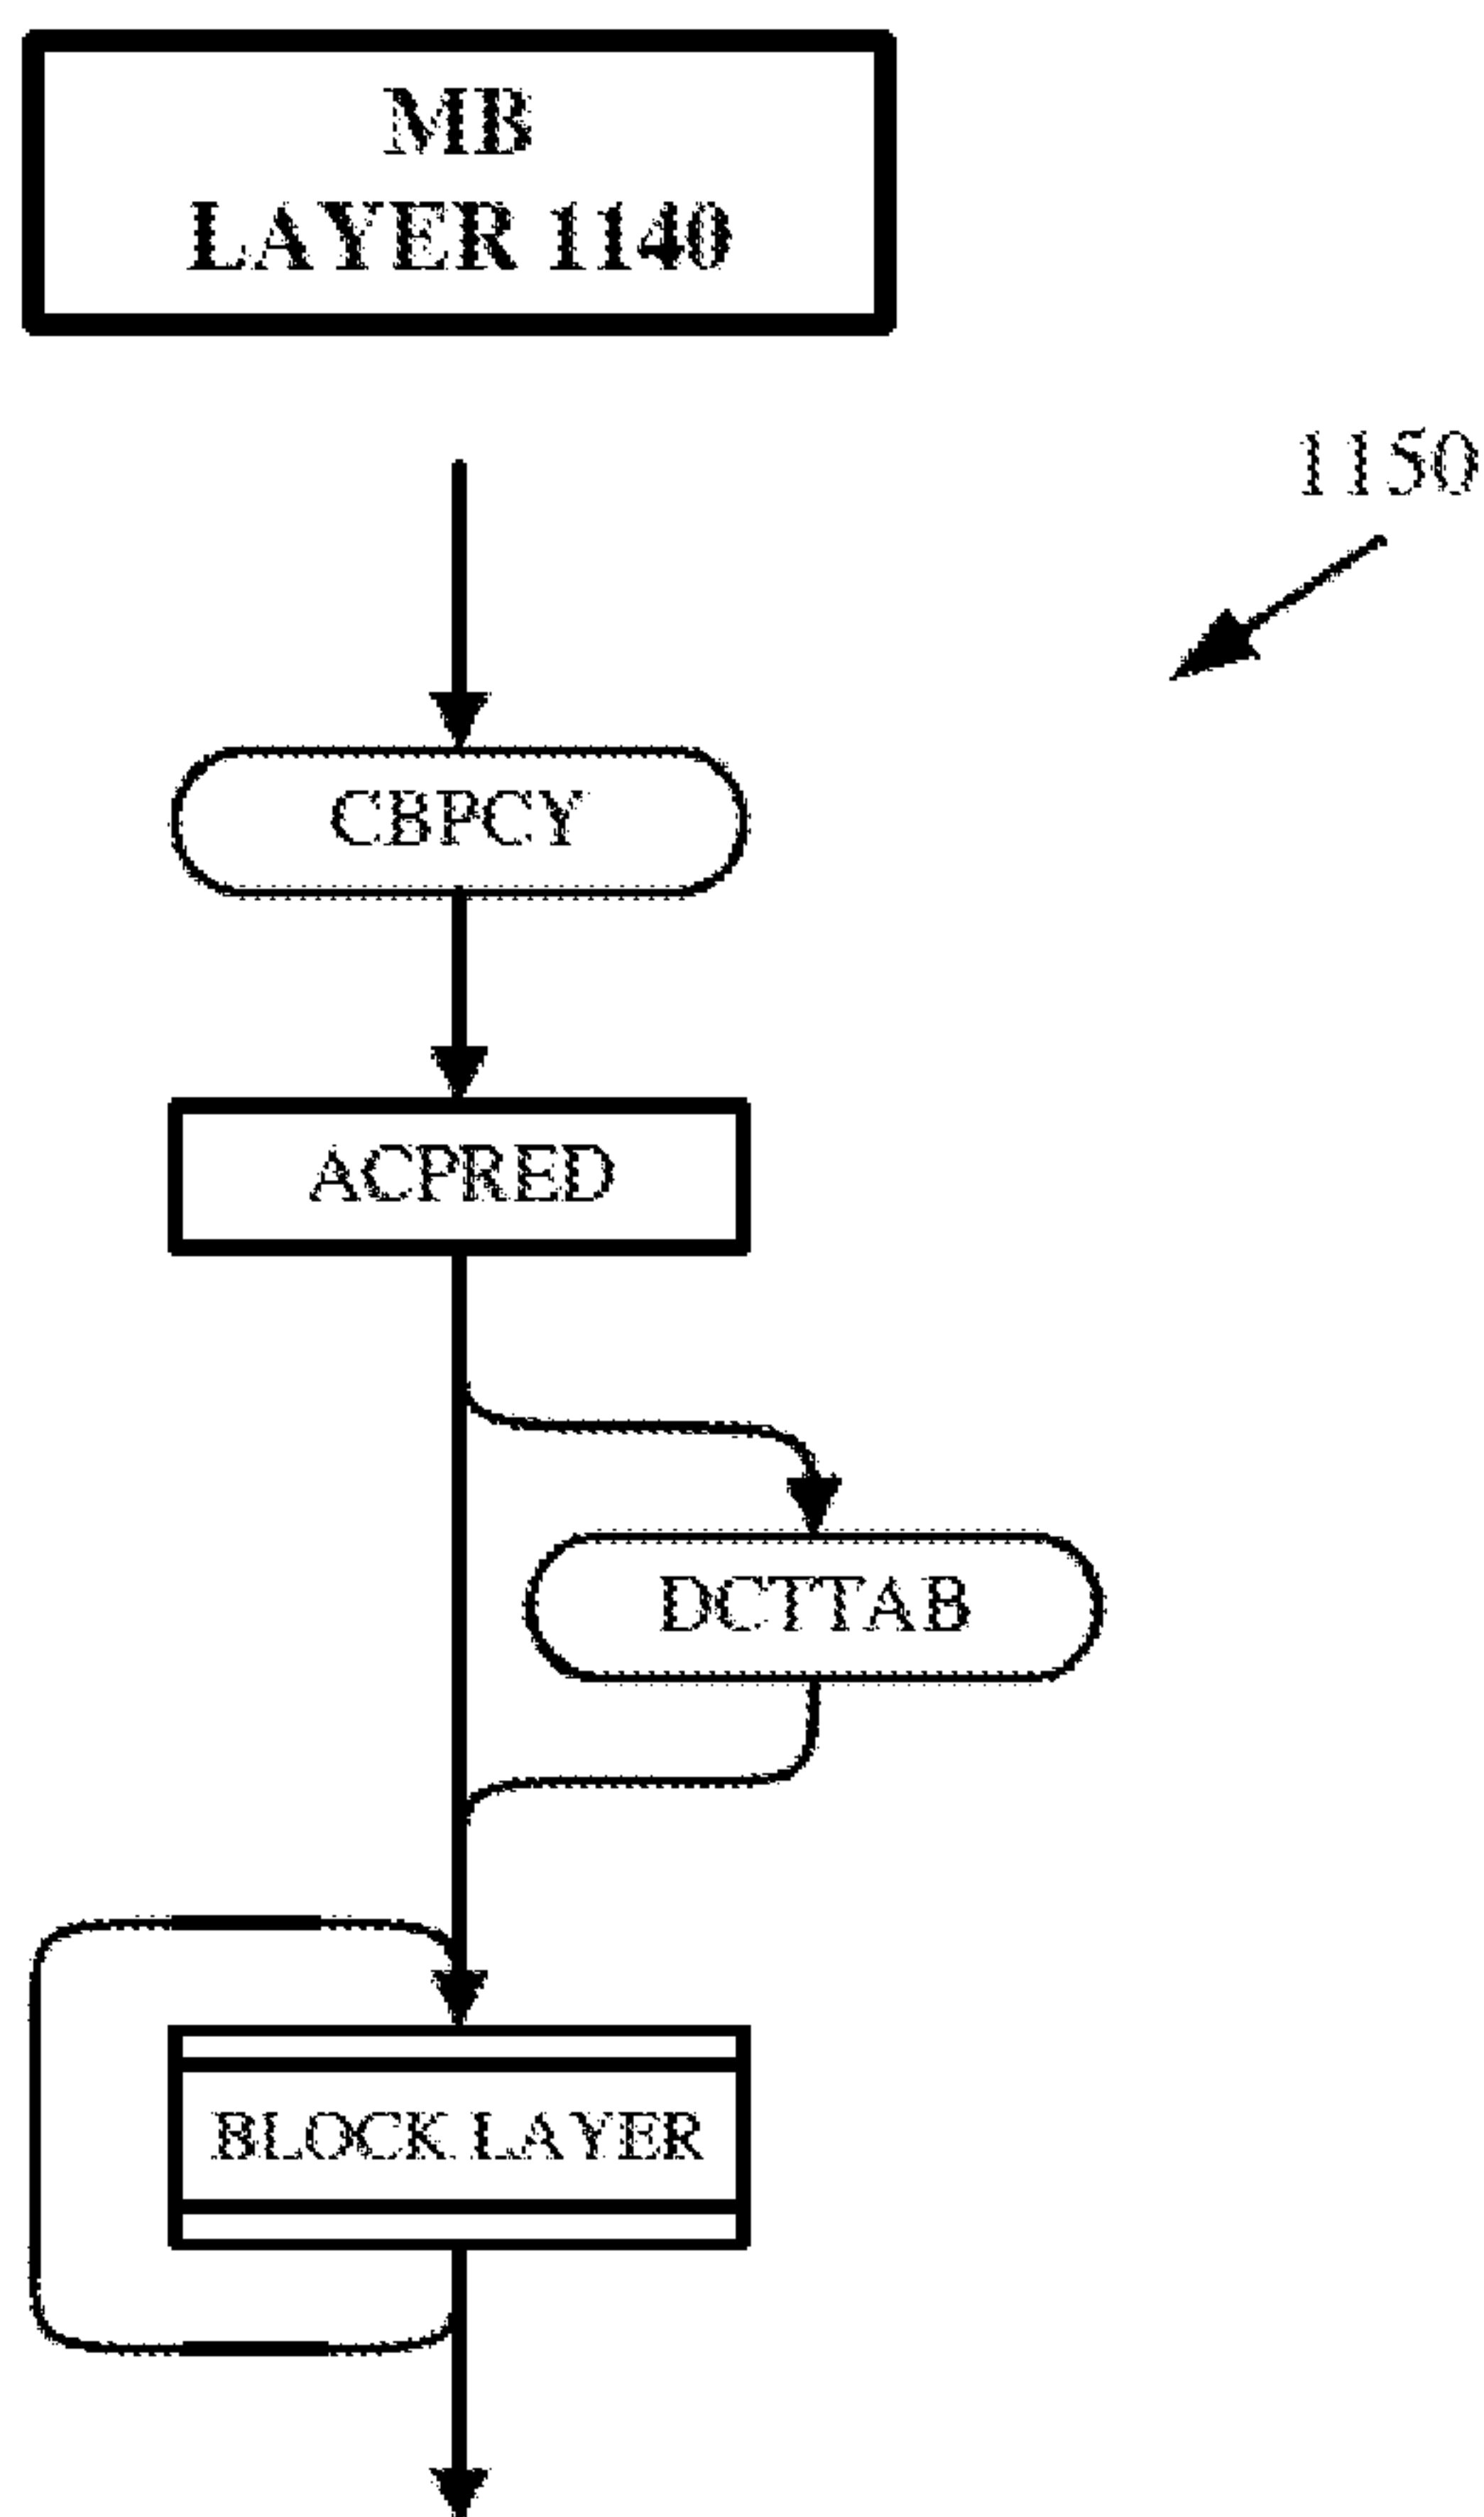 MB
LAYER 1140
1150
CBPCY
ACPRED
DCTTAB
BLOCK LAYER